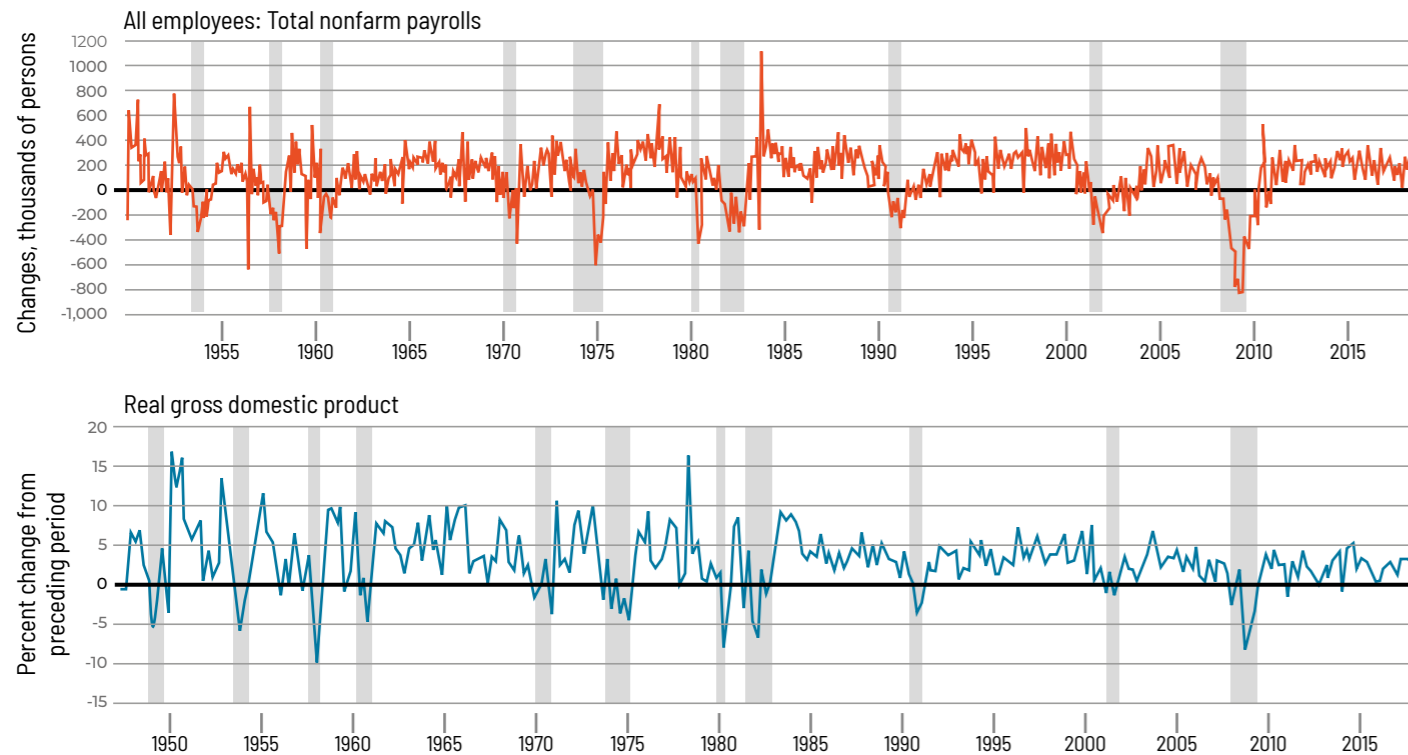 All employees: Total nonfarm payrolls
Changes, thousands of persons
1200
1000
800
600
400
200
0
-200
-400
-600
-800
-1,000
1955 1960 1965 1970 1975 1980 1985 1990 1995 2000 2005 2010 2015
Real gross domestic product
Percent change from
preceding period
20
15
10
5
0
-5
-10
-15
1950 1955 1960 1965 1970 1975 1980 1985 1990 1995 2000 2005 2010 2015